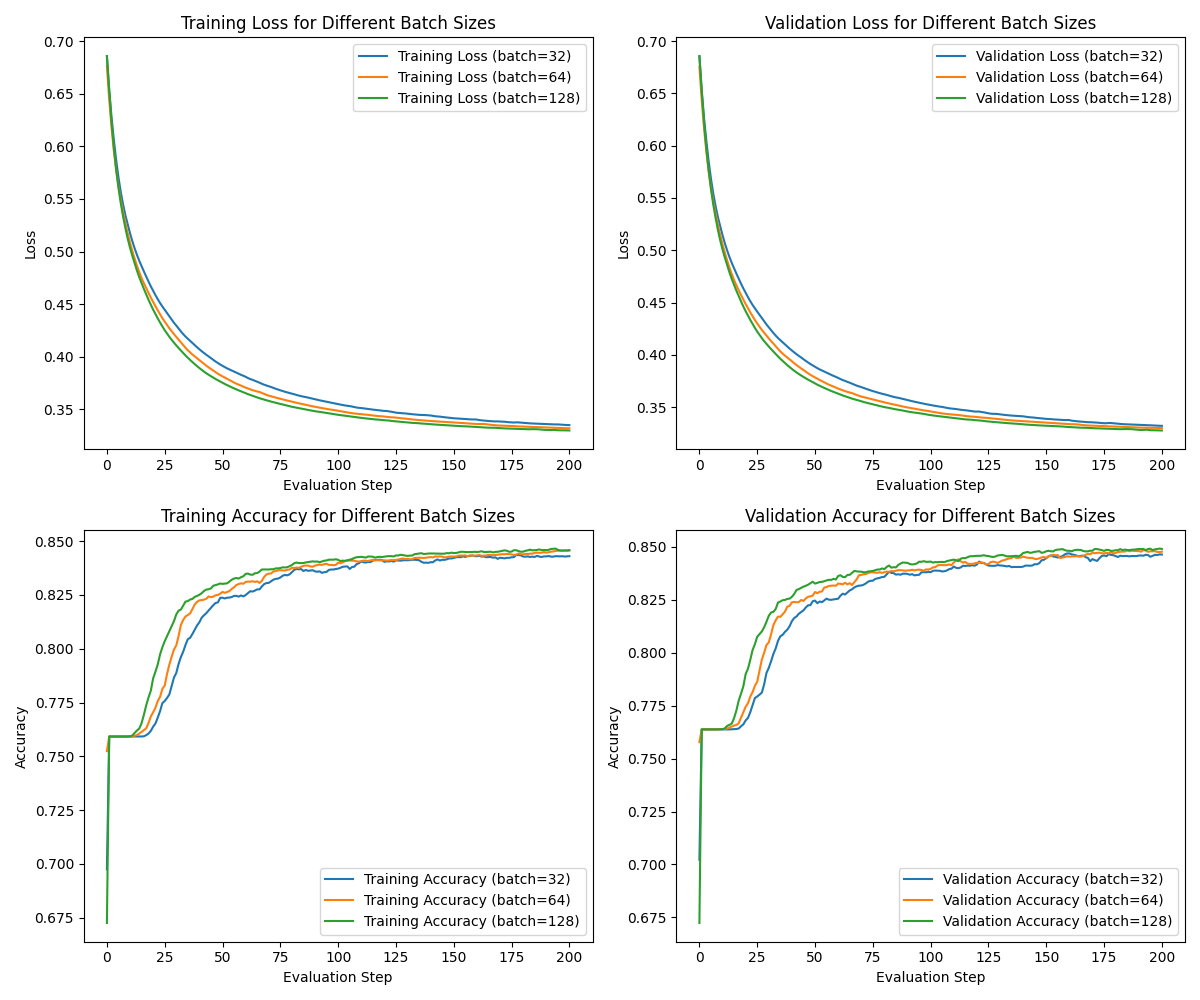 Training Loss for Different Batch Sizes
0.70
0.65
0.60
0.55
0.50
0.45
0.40
0.35
Loss
Training Loss (batch=32)
Training Loss (batch=64)
Training Loss (batch=128)
0 25 50 75 100 125 150 175 200
Evaluation Step
Validation Loss for Different Batch Sizes
0.70
0.65
0.60
0.55
0.50
0.45
0.40
0.35
Loss
Validation Loss (batch=32)
Validation Loss (batch=64)
Validation Loss (batch=128)
0 25 50 75 100 125 150 175 200
Evaluation Step
Training Accuracy for Different Batch Sizes
0.850
0.825
0.800
0.775
0.750
0.725
0.700
0.675
Accuracy
Training Accuracy (batch=32)
Training Accuracy (batch=64)
Training Accuracy (batch=128)
0 25 50 75 100 125 150 175 200
Evaluation Step
Validation Accuracy for Different Batch Sizes
0.850
0.825
0.800
0.775
0.750
0.725
0.700
0.675
Accuracy
Validation Accuracy (batch=32)
Validation Accuracy (batch=64)
Validation Accuracy (batch=128)
0 25 50 75 100 125 150 175 200
Evaluation Step